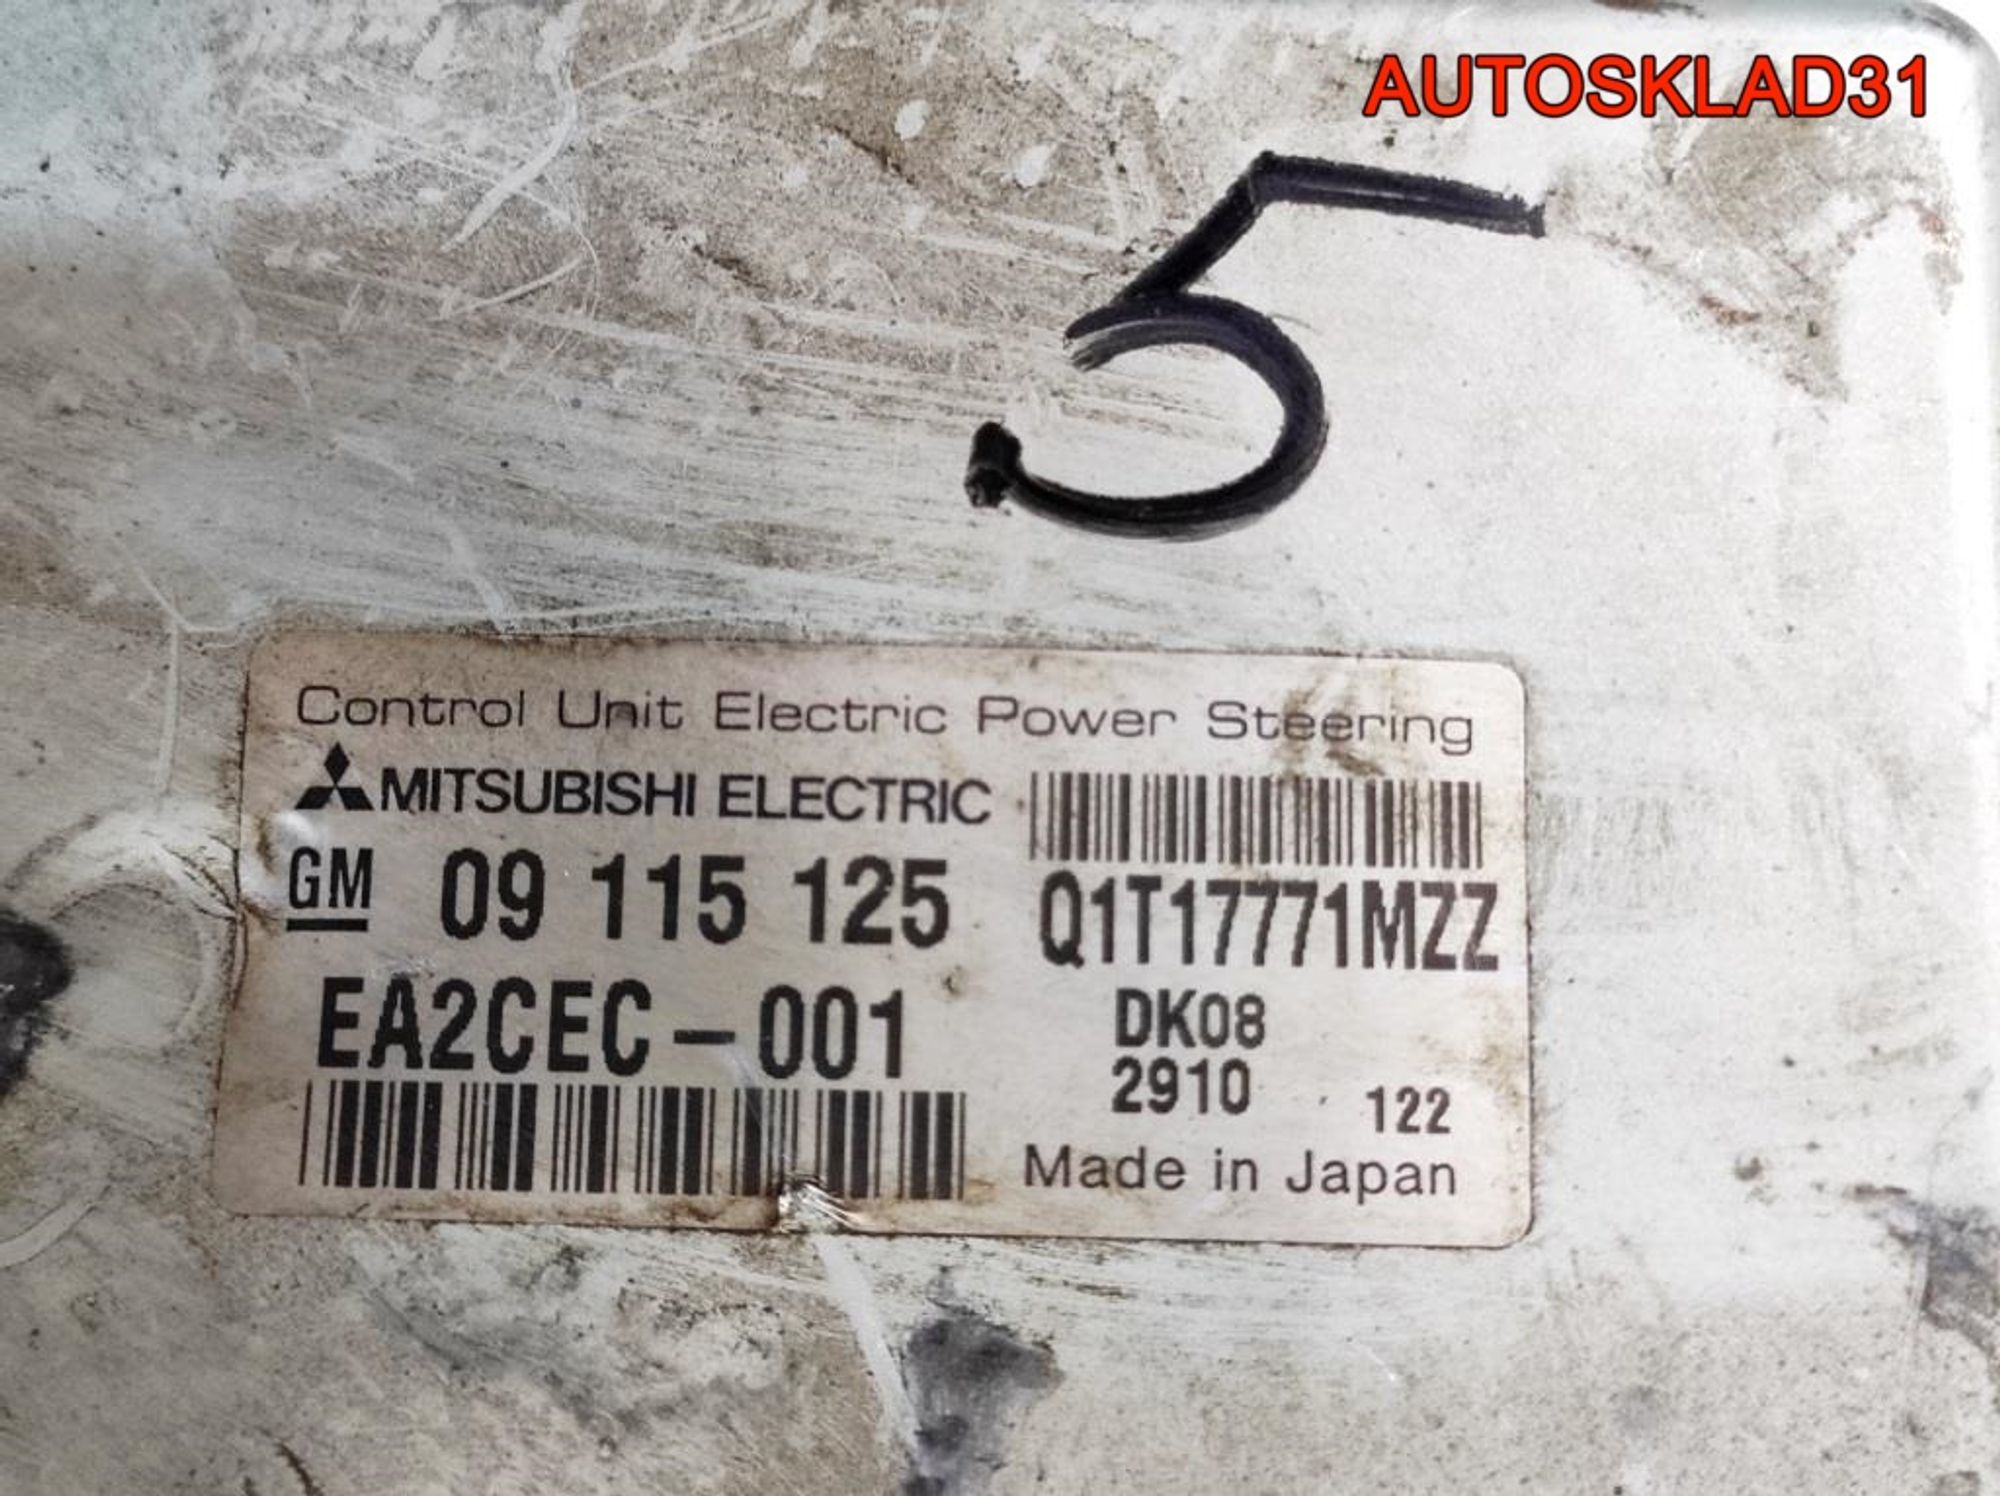 AUTOSKLAD31
5
Control Unit Electric Power Steering
MITSUBISHI ELECTRIC
GM 09 115 125
Q1T17771MZZ
EA2CEC-001
DK08
2910 122
Made in Japan